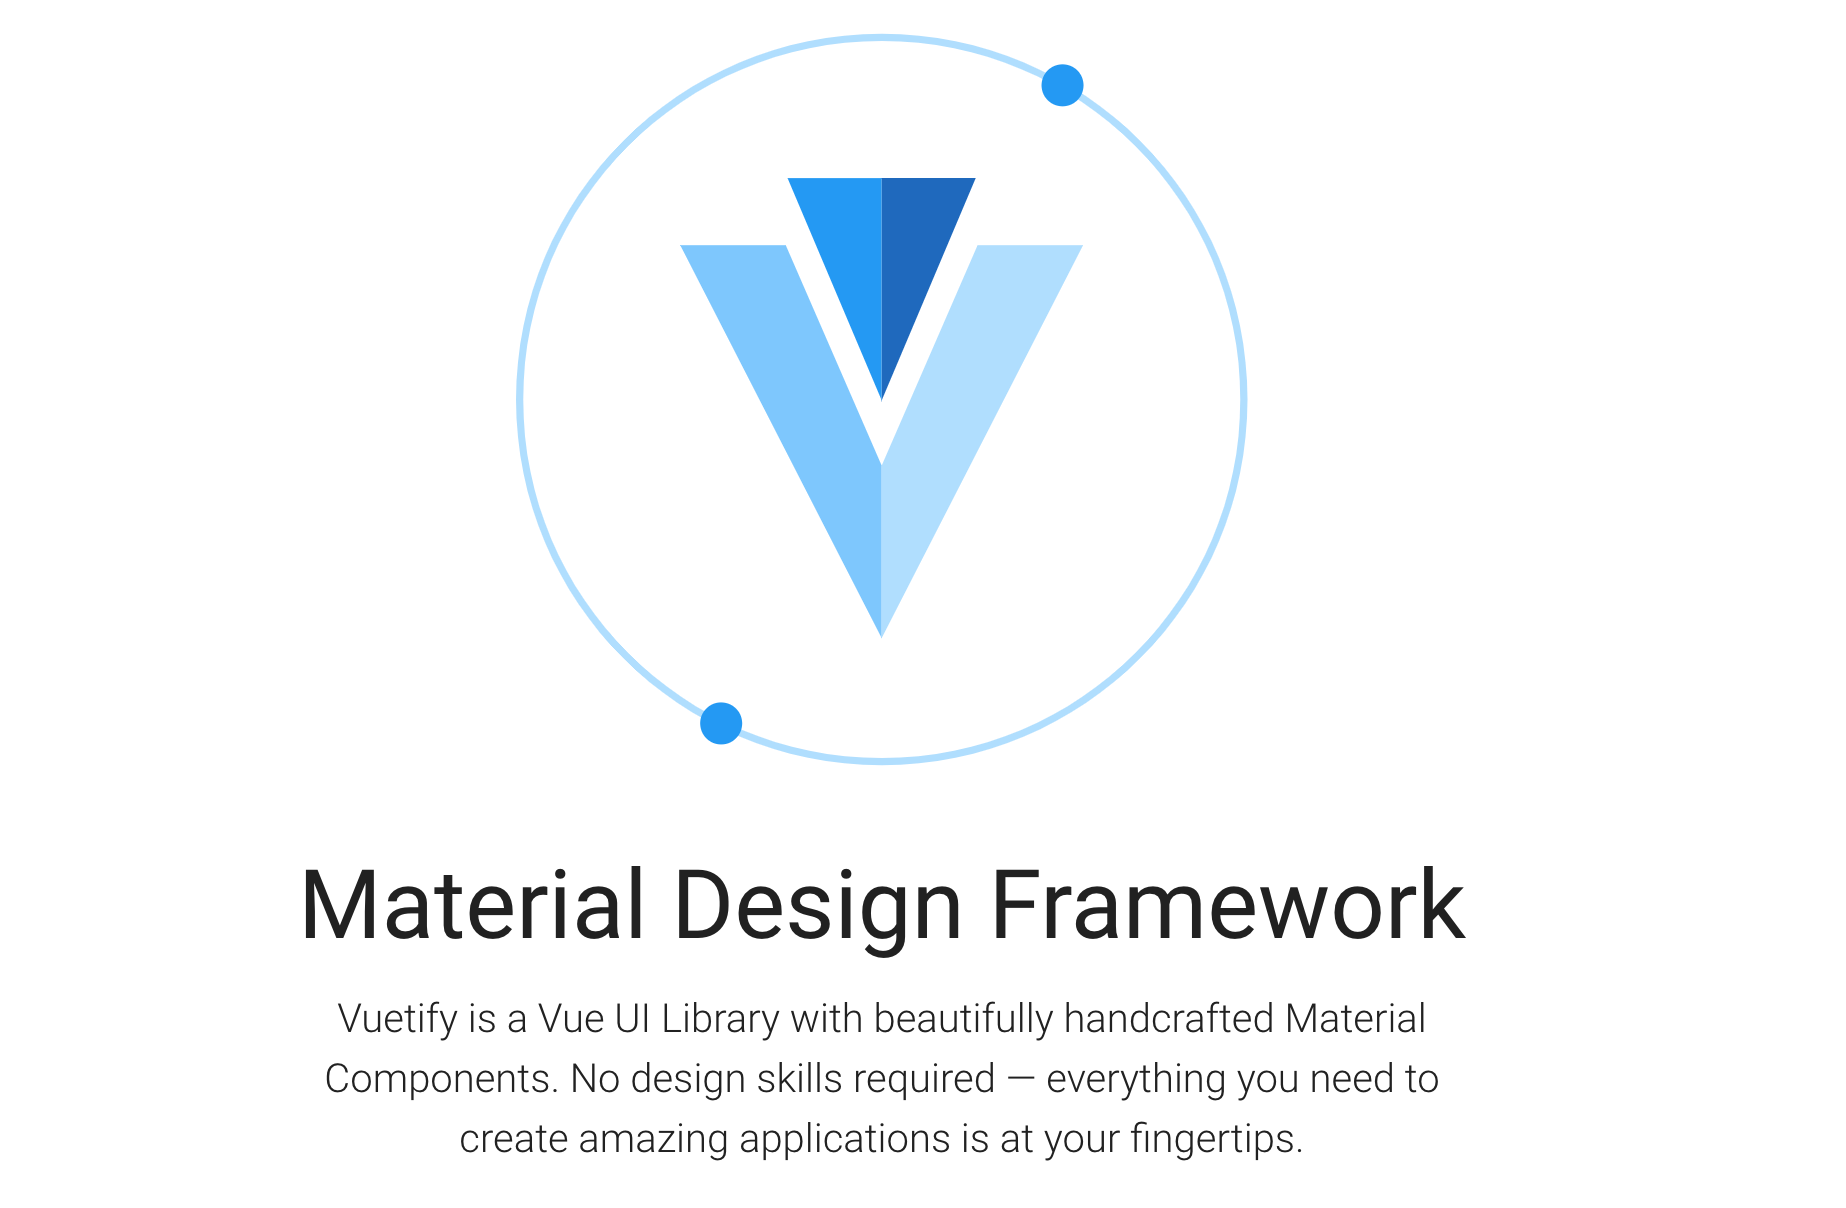 Material Design Framework
Vuetify is a Vue UI Library with beautifully handcrafted Material
Components. No design skills required — everything you need to
create amazing applications is at your fingertips.